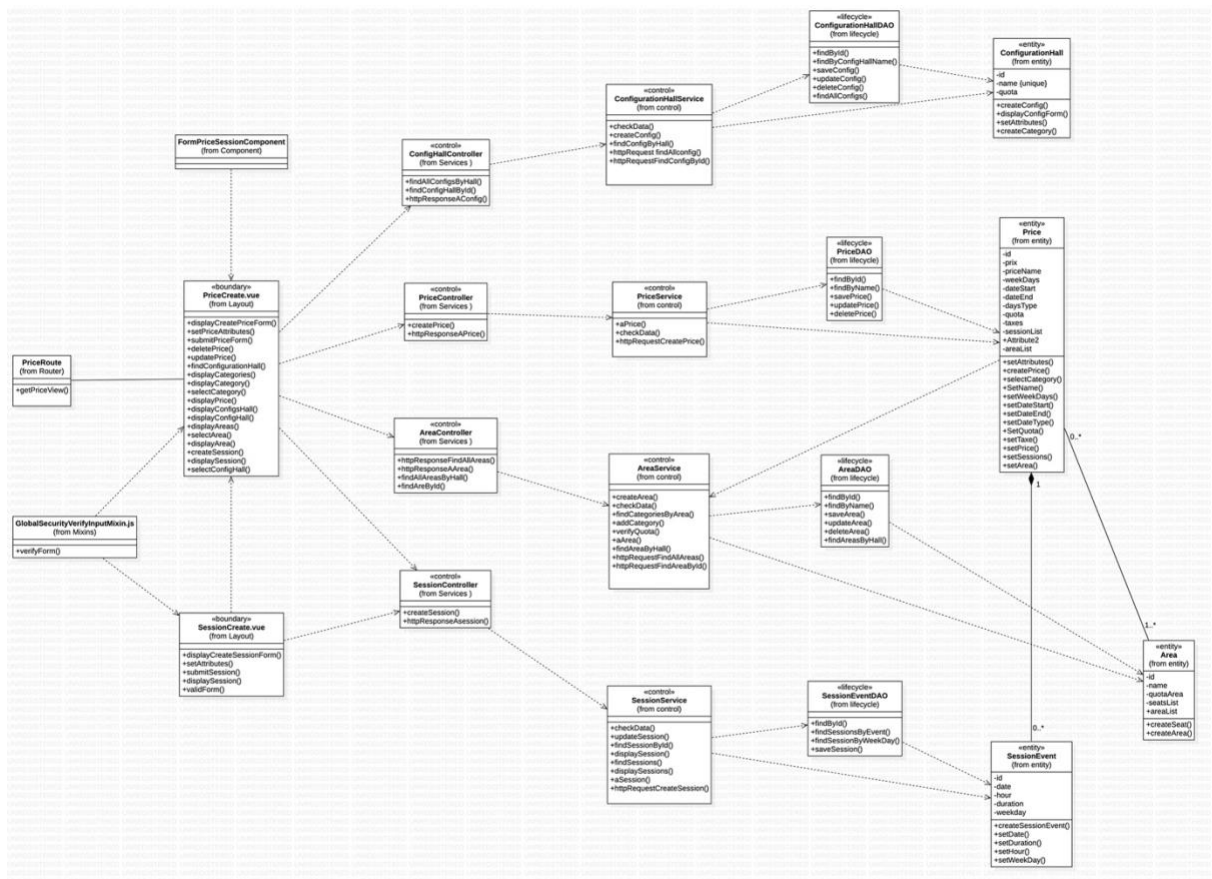 «lifecycle»
ConfigurationHallDAO
(from lifecycle)
+findById()
+findByConfigHallName()
+saveConfig()
+updateConfig()
+deleteConfig()
+findAllConfigs()
«entity»
ConfigurationHall
(from entity)
-id
-name {unique}
-quota
+createConfig()
+displayConfigForm()
+setAttributes()
+createCategory()
«control»
ConfigurationHallService
(from control)
+checkData()
+createConfig()
+findConfigByHall()
+httpRequest findAllconfig()
+httpRequestFindConfigById()
FormPriceSessionComponent
(from Component)
«control»
ConfigHallController
(from Services )
+findAllConfigsByHall()
+findConfigHallById()
+httpResponseAConfig()
«entity»
Price
(from entity)
-id
-prix
-priceName
-weekDays
-dateStart
-dateEnd
-daysType
-quota
-taxes
-sessionList
+Attribute2
-areaList
+setAttributes()
+createPrice()
+selectCategory()
+SetName()
+setWeekDays()
+setDateStart()
+setDateEnd()
+setDateType()
+SetQuota()
+setTaxe()
+setPrice()
+setSessions()
+setArea()
«lifecycle»
PriceDAO
(from lifecycle)
+findById()
+findByName()
+savePrice()
+updatePrice()
+deletePrice()
«boundary»
PriceCreate.vue
(from Layout)
+displayCreatePriceForm()
+setPriceAttributes()
+submitPriceForm()
+deletePrice()
+updatePrice()
+findConfigurationHall()
+displayCategories()
+displayCategory()
+selectCategory()
+displayPrice()
+displayConfigsHall()
+displayConfigHall()
+displayAreas()
+selectArea()
+displayArea()
+createSession()
+displaySession()
+selectConfigHall()
«control»
PriceController
(from Services )
+createPrice()
+httpResponseAPrice()
«control»
PriceService
(from control)
+aPrice()
+checkData()
+httpRequestCreatePrice()
PriceRoute
(from Router)
+getPriceView()
«control»
AreaController
(from Services )
+httpResponseFindAllAreas()
+httpResponseAArea()
+findAllAreasByHall()
+findAreById()
«control»
AreaService
(from control)
+createArea()
+checkData()
+findCategoriesByArea()
+addCategory()
+verifyQuota()
+aArea()
+findAreaByHall()
+httpRequestFindAllAreas()
+httpRequestFindAreaById()
«lifecycle»
AreaDAO
(from lifecycle)
+findById()
+findByName()
+saveArea()
+updateArea()
+deleteArea()
+findAreasByHall()
0..*
1
GlobalSecurityVerifyInputMixin.js
(from Mixins)
+verifyForm()
«control»
SessionController
(from Services )
+createSession()
+httpResponseAsession()
«boundary»
SessionCreate.vue
(from Layout)
+displayCreateSessionForm()
+setAttributes()
+submitSession()
+displaySession()
+validForm()
1..*
«entity»
Area
(from entity)
-id
-name
-quotaArea
-seatsList
+areaList
+createSeat()
+createArea()
«control»
SessionService
(from control)
+checkData()
+updateSession()
+findSessionById()
+displaySession()
+findSessions()
+displaySessions()
+aSession()
+httpRequestCreateSession()
«lifecycle»
SessionEventDAO
(from lifecycle)
+findById()
+findSessionsByEvent()
+findSessionByWeekDay()
+saveSession()
0..*
«entity»
SessionEvent
(from entity)
-id
-date
-hour
-duration
-weekday
+createSessionEvent()
+setDate()
+setDuration()
+setHour()
+setWeekDay()